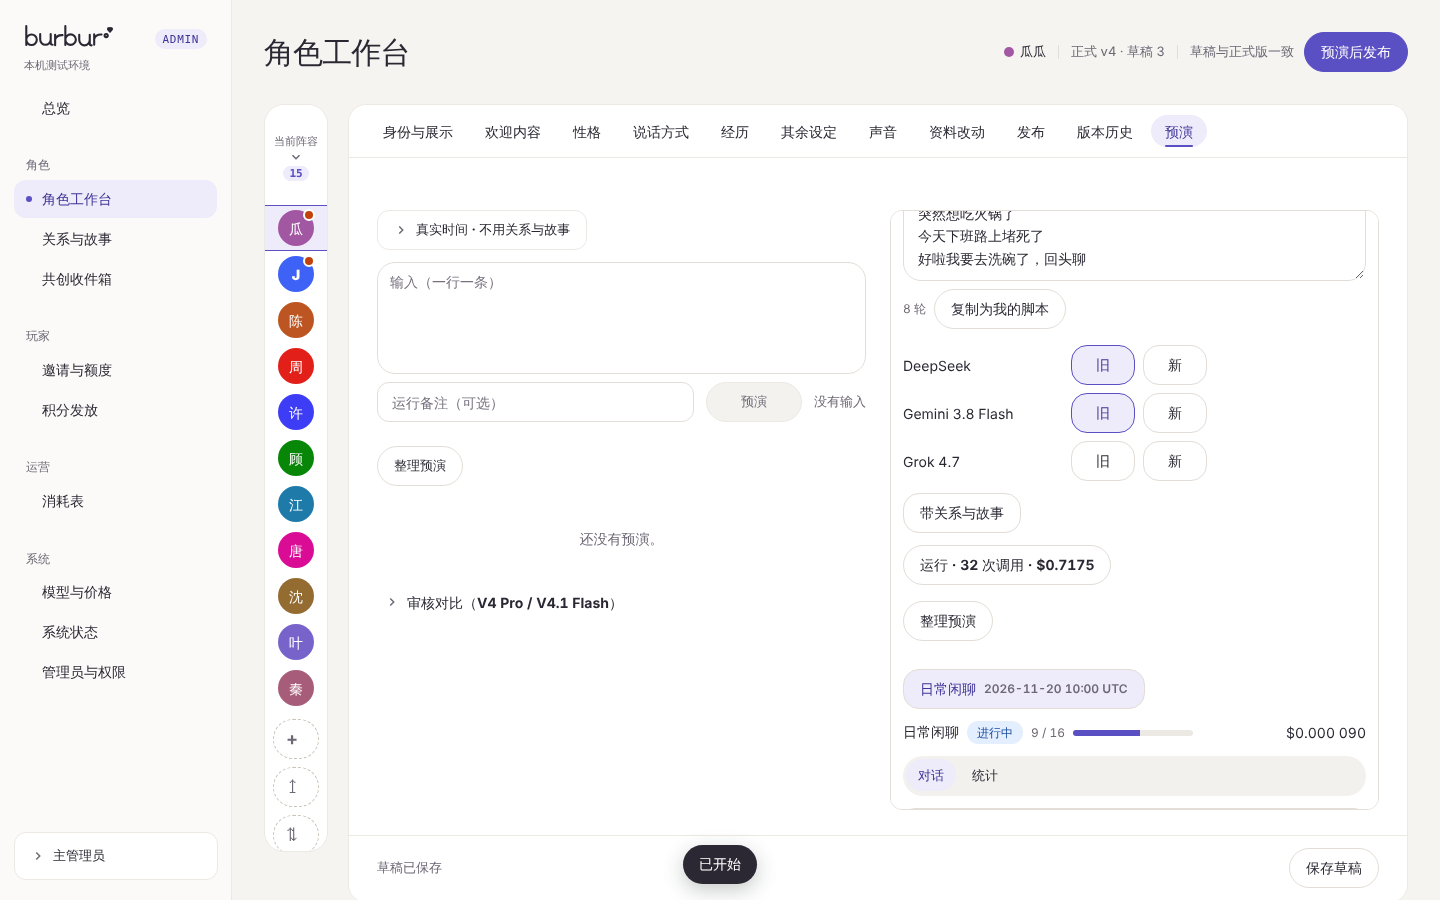 burbur
ADMIN
本机测试环境
总览
角色
角色工作台
关系与故事
共创收件箱
玩家
邀请与额度
积分发放
运营
消耗表
系统
模型与价格
系统状态
管理员与权限
主管理员
角色工作台
瓜瓜
正式 v4 · 草稿 3
草稿与正式版一致
预演后发布
当前阵容
15
瓜
J
陈
周
许
顾
江
唐
沈
叶
秦
身份与展示
欢迎内容
性格
说话方式
经历
其余设定
声音
资料改动
发布
版本历史
预演
真实时间 · 不用关系与故事
输入（一行一条）
运行备注（可选）
预演
没有输入
整理预演
还没有预演。
审核对比（V4 Pro / V4.1 Flash）
突然想吃火锅了
今天下班路上堵死了
好啦我要去洗碗了，回头聊
8 轮
复制为我的脚本
DeepSeek 旧 新
Gemini 3.8 Flash 旧 新
Grok 4.7 旧 新
带关系与故事
运行 · 32 次调用 · $0.7175
整理预演
日常闲聊 2026-11-20 10:00 UTC
日常闲聊 进行中 9 / 16 $0.000 090
对话 统计
草稿已保存
已开始
保存草稿